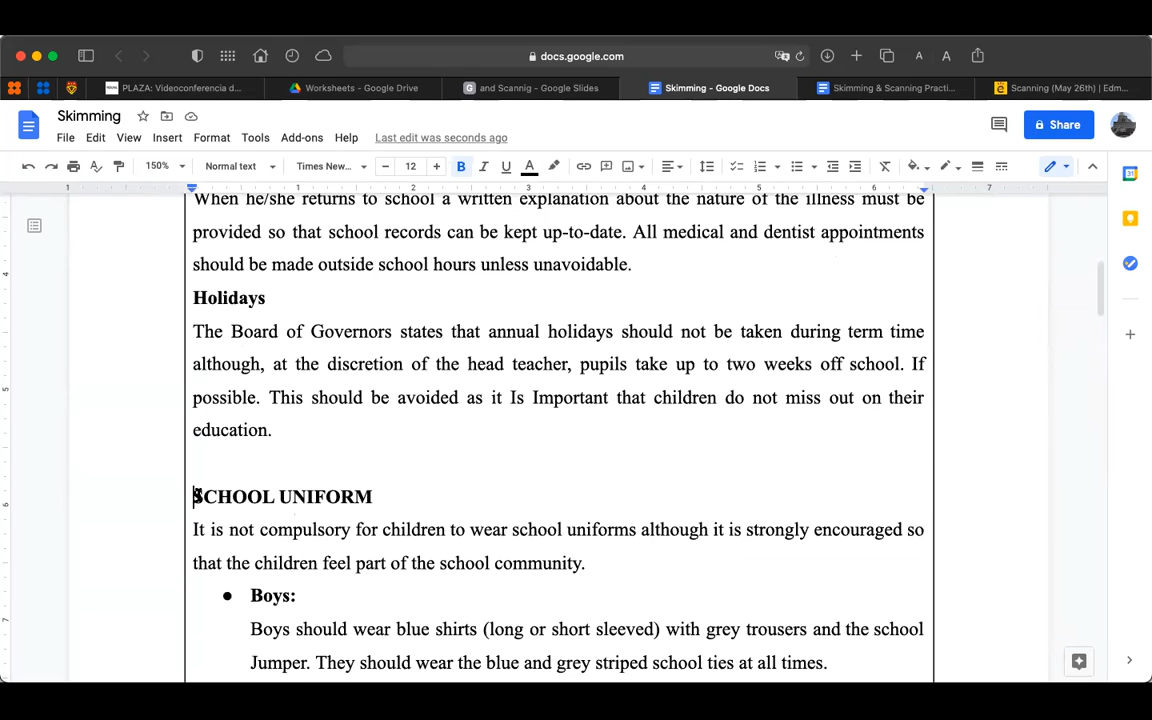 docs.google.com
PLAZA: Videoconferencia d...
Worksheets - Google Drive
and Scannig - Google Slides
Skimming - Google Docs
Skimming & Scanning Practi...
Scanning (May 26th) | Edm...
Skimming
File Edit View Insert Format Tools Add-ons Help Last edit was seconds ago
Share
150% Normal text Times New... 12 B I U A
1 1 2 3 4 5 6 7
When he/she returns to school a written explanation about the nature of the illness must be
provided so that school records can be kept up-to-date. All medical and dentist appointments
should be made outside school hours unless unavoidable.
Holidays
The Board of Governors states that annual holidays should not be taken during term time
although, at the discretion of the head teacher, pupils take up to two weeks off school. If
possible. This should be avoided as it Is Important that children do not miss out on their
education.
SCHOOL UNIFORM
It is not compulsory for children to wear school uniforms although it is strongly encouraged so
that the children feel part of the school community.
● Boys:
Boys should wear blue shirts (long or short sleeved) with grey trousers and the school
Jumper. They should wear the blue and grey striped school ties at all times.